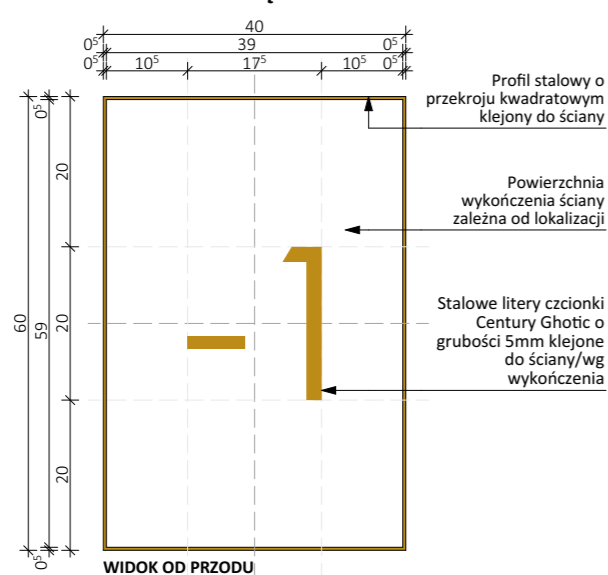 40
0⁵ 39 0⁵
0⁵ 10⁵ 17⁵ 10⁵ 0⁵
Profil stalowy o
przekroju kwadratowym
klejony do ściany
0⁵
20
Powierzchnia
wykończenia ściany
zależna od lokalizacji
60
59
20
-1
Stalowe litery czcionki
Century Ghotic o
grubości 5mm klejone
do ściany/wg
wykończenia
20
0⁵
WIDOK OD PRZODU